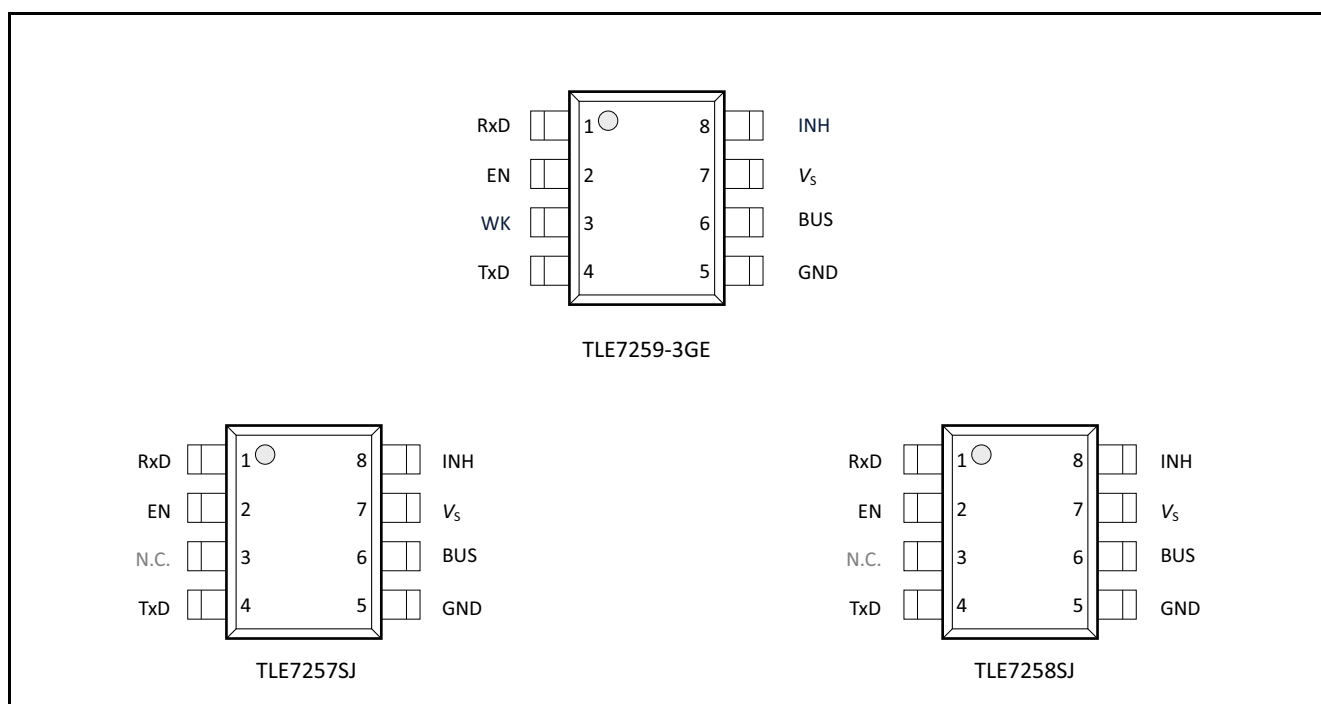 RxD 1 8 INH
EN 2 7 VS
WK 3 6 BUS
TxD 4 5 GND
TLE7259-3GE
RxD 1 8 INH
EN 2 7 VS
N.C. 3 6 BUS
TxD 4 5 GND
TLE7257SJ
RxD 1 8 INH
EN 2 7 VS
N.C. 3 6 BUS
TxD 4 5 GND
TLE7258SJ